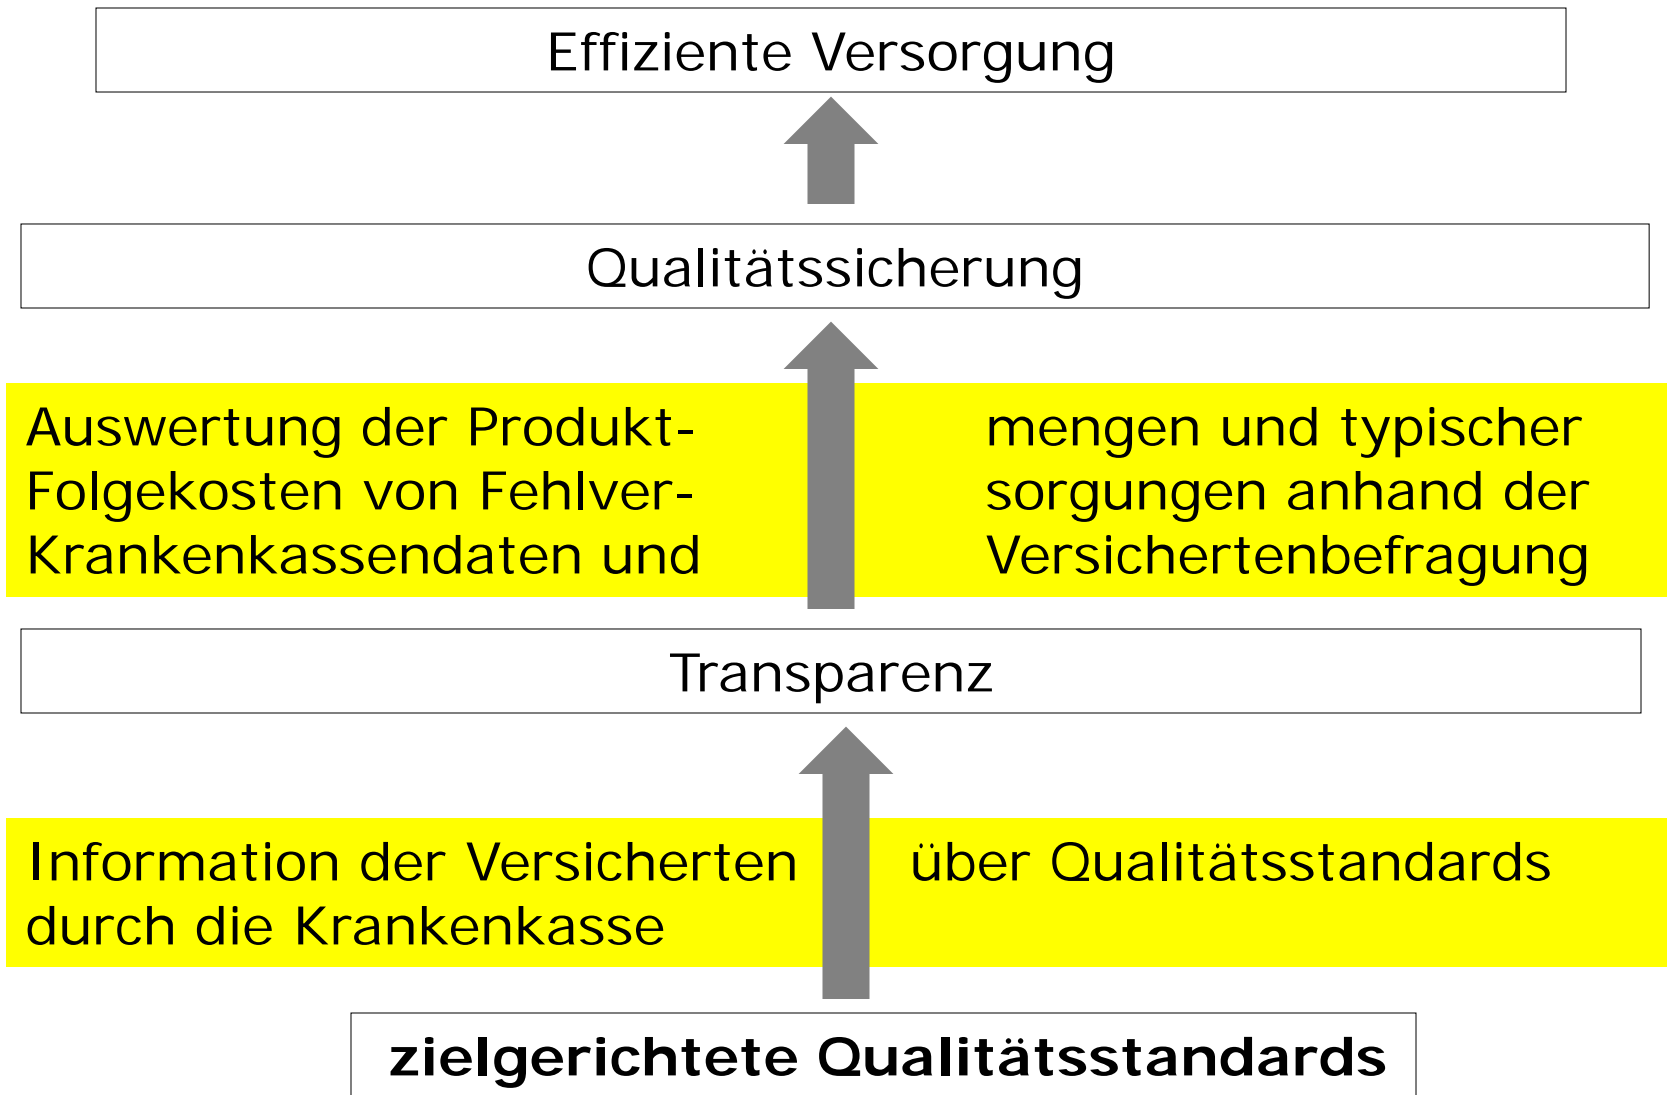 Effiziente Versorgung
Qualitätssicherung
Auswertung der Produkt- mengen und typischer
Folgekosten von Fehlver- sorgungen anhand der
Krankenkassendaten und Versichertenbefragung
Transparenz
Information der Versicherten über Qualitätsstandards
durch die Krankenkasse
zielgerichtete Qualitätsstandards